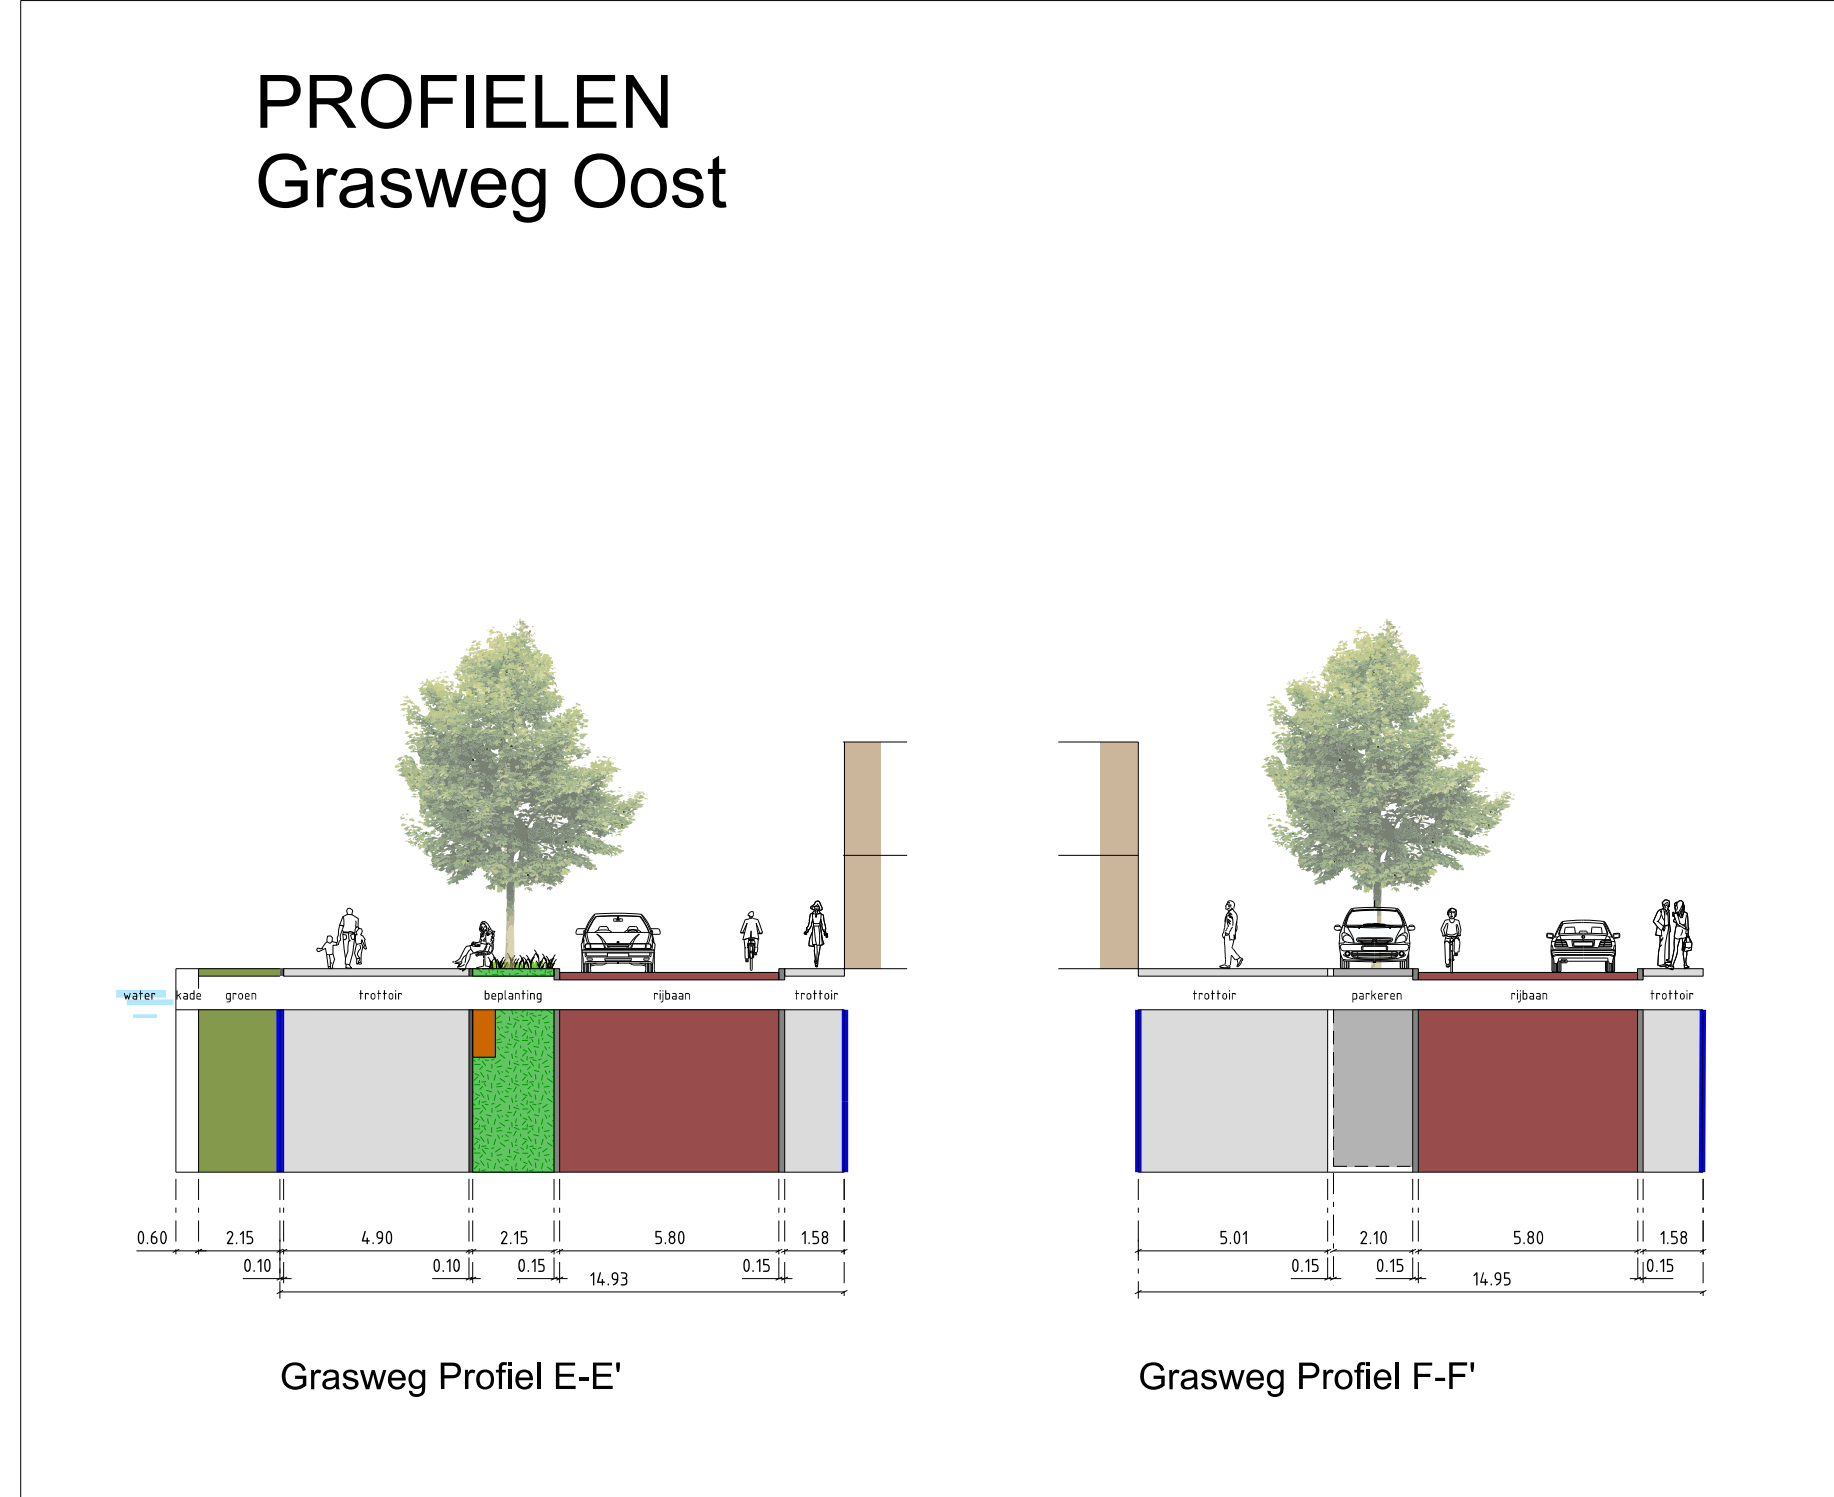 PROFIELEN
Grasweg Oost
water kade groen trottoir beplanting rijbaan trottoir
0.60 2.15 4.90 2.15 5.80 1.58
0.10 0.10 0.15 0.15
14.93
Grasweg Profiel E-E'
trottoir parkeren rijbaan trottoir
5.01 2.10 5.80 1.58
0.15 0.15 0.15
14.95
Grasweg Profiel F-F'